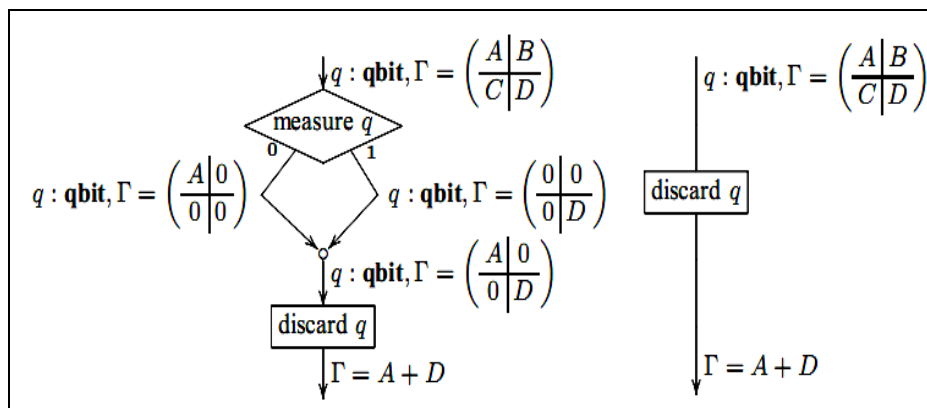 q : qbit, Γ = ( A | B / C | D )
measure q
0 1
q : qbit, Γ = ( A | 0 / 0 | 0 )
q : qbit, Γ = ( 0 | 0 / 0 | D )
q : qbit, Γ = ( A | 0 / 0 | D )
discard q
Γ = A + D
q : qbit, Γ = ( A | B / C | D )
discard q
Γ = A + D